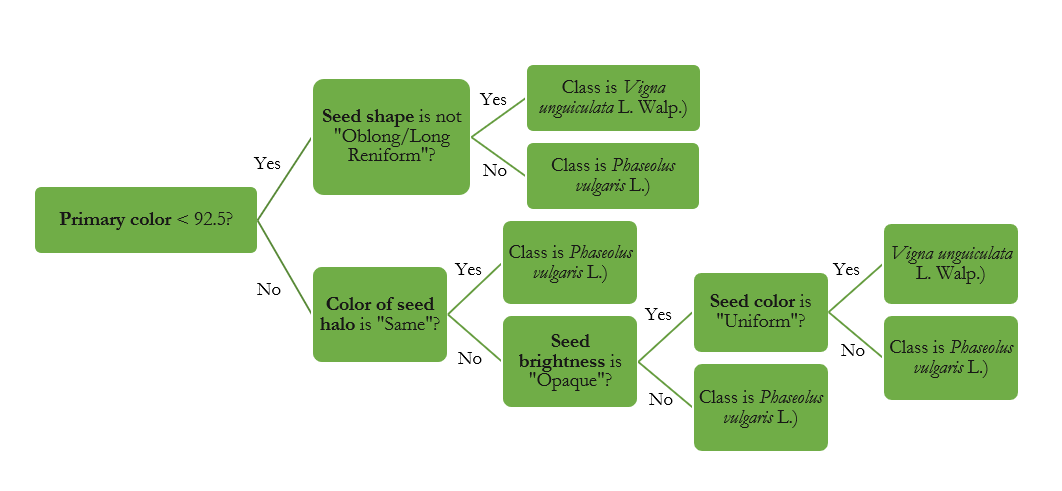 Primary color < 92.5?
Yes
No
Seed shape is not
"Oblong/Long
Reniform"?
Yes
No
Class is Vigna
unguiculata L. Walp.)
Class is Phaseolus
vulgaris L.)
Color of seed
halo is "Same"?
Yes
No
Class is Phaseolus
vulgaris L.)
Seed
brightness is
"Opaque"?
Yes
No
Seed color is
"Uniform"?
Class is Phaseolus
vulgaris L.)
Yes
No
Vigna unguiculata
L. Walp.)
Class is Phaseolus
vulgaris L.)